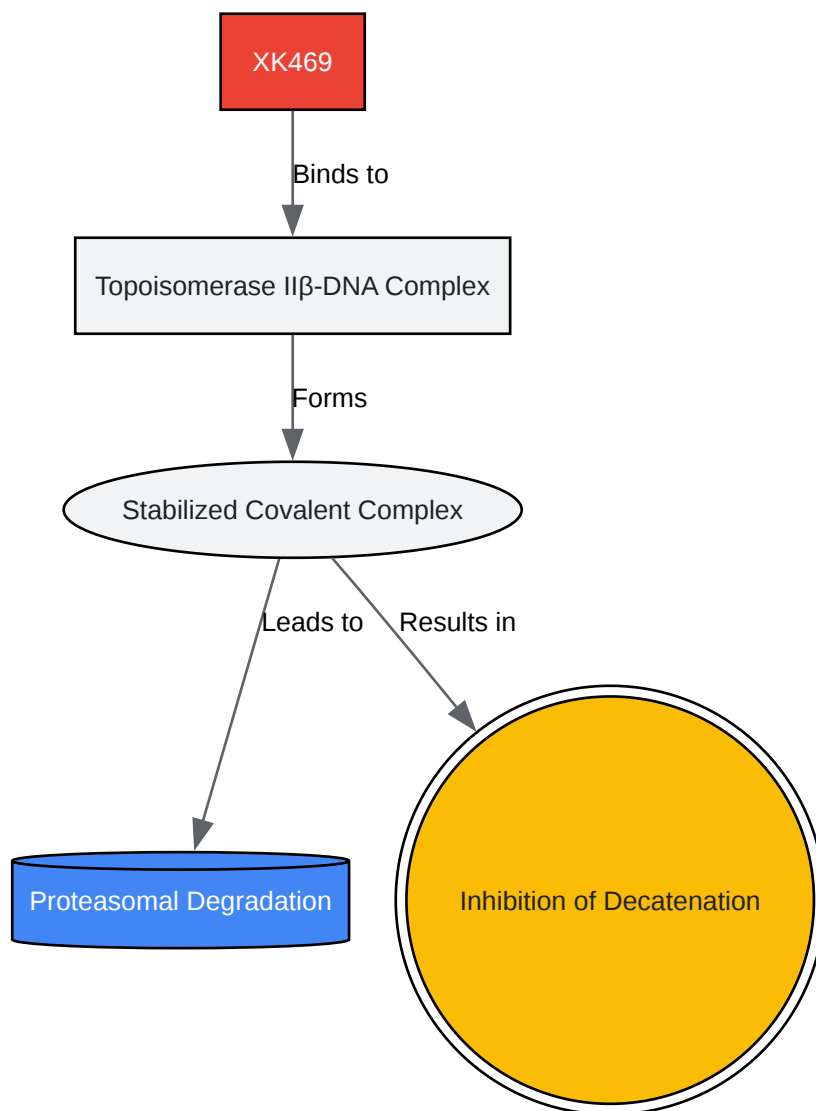 XK469
Binds to
Topoisomerase IIβ-DNA Complex
Forms
Stabilized Covalent Complex
Leads to
Results in
Proteasomal Degradation
Inhibition of Decatenation